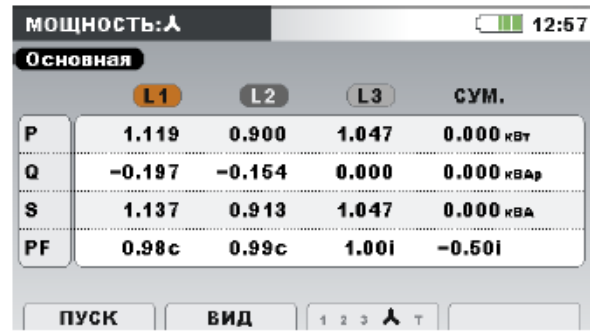 МОЩНОСТЬ: 12:57
Основная
L1 L2 L3 СУМ.
P 1.119 0.900 1.047 0.000 кВт
Q -0.197 -0.154 0.000 0.000 кВАр
S 1.137 0.913 1.047 0.000 кВА
PF 0.98c 0.99c 1.00i -0.50i
ПУСК ВИД 1 2 3 T